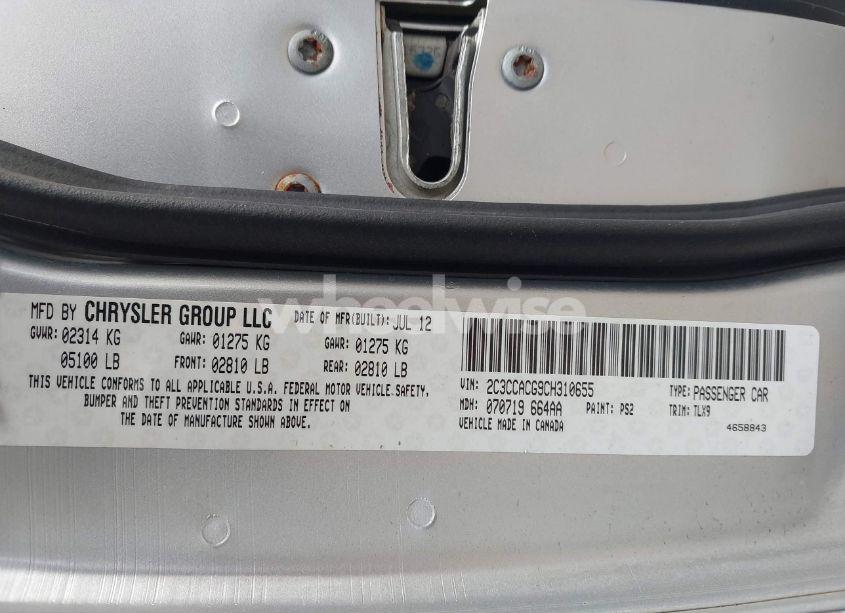 wheelwise
MFD BY CHRYSLER GROUP LLC DATE OF MFR(BUILT): JUL 12
GVWR: 02314 KG GAWR: 01275 KG GAWR: 01275 KG
05100 LB FRONT: 02810 LB REAR: 02810 LB
THIS VEHICLE CONFORMS TO ALL APPLICABLE U.S.A. FEDERAL MOTOR VEHICLE SAFETY,
BUMPER AND THEFT PREVENTION STANDARDS IN EFFECT ON
THE DATE OF MANUFACTURE SHOWN ABOVE.
VIN: 2C3CCACG9CH310655 TYPE: PASSENGER CAR
MDH: 070719 664AA PAINT: PS2 TRIM: TLX9
VEHICLE MADE IN CANADA 4658843